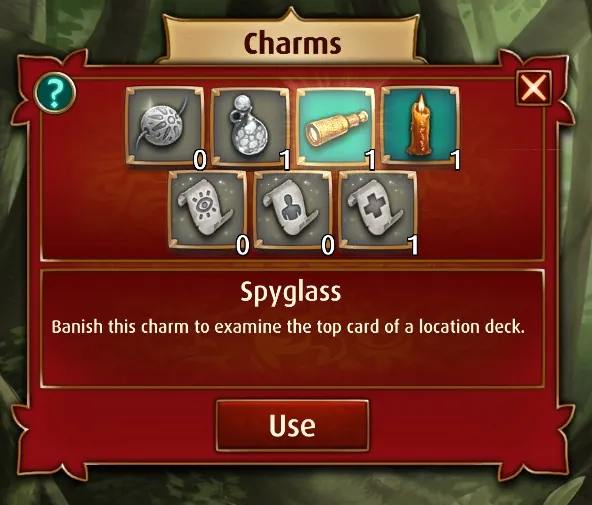 Charms
?
0 1 1 1
0 0 1
Spyglass
Banish this charm to examine the top card of a location deck.
Use